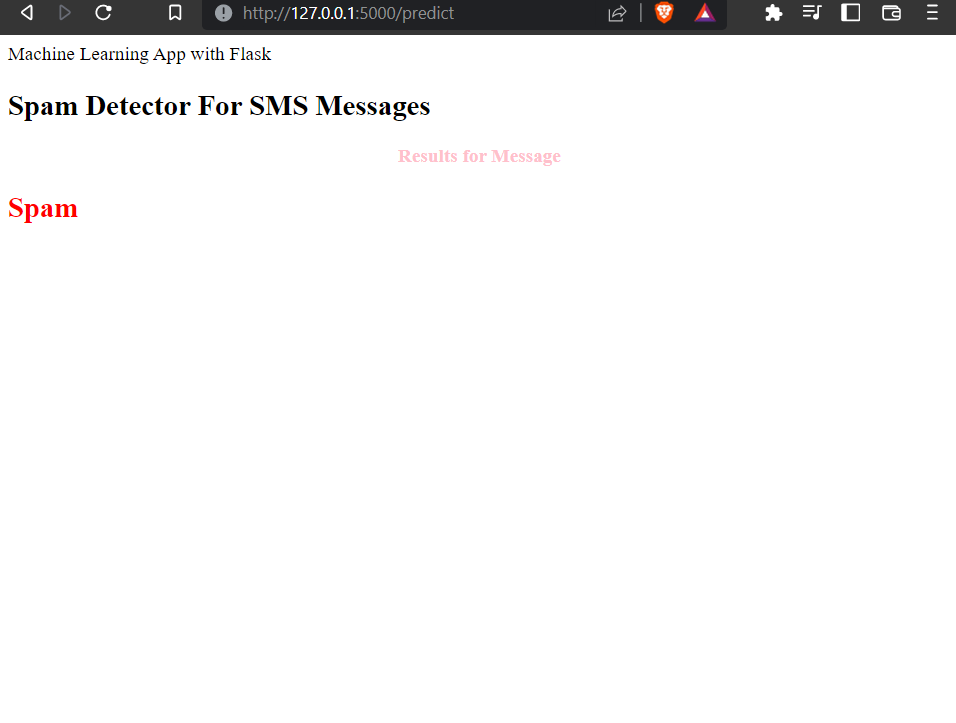 http://127.0.0.1:5000/predict
Machine Learning App with Flask
Spam Detector For SMS Messages
Results for Message
Spam